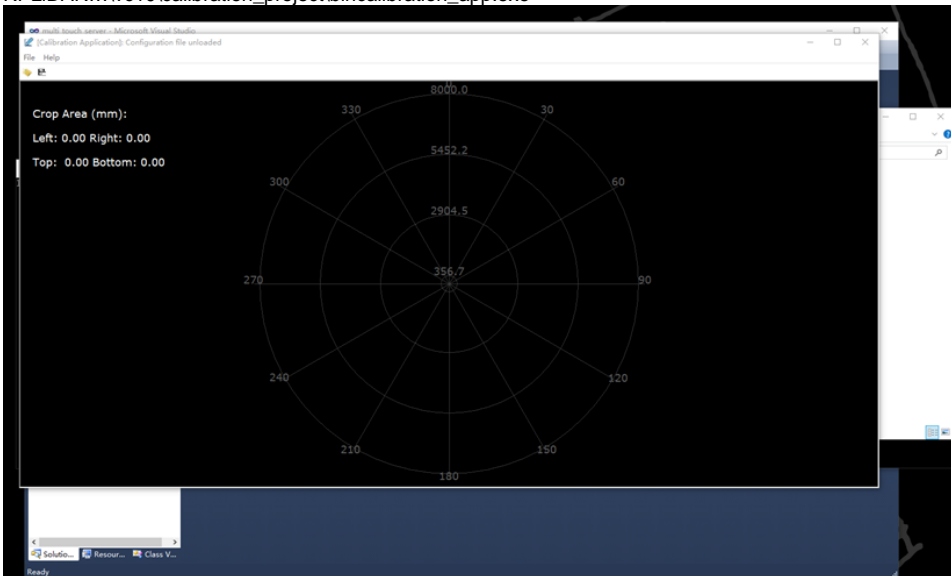 multi touch server - Microsoft Visual Studio
[Calibration Application]: Configuration file unloaded
File Help
Crop Area (mm):
Left: 0.00 Right: 0.00
Top: 0.00 Bottom: 0.00
8000.0
330
30
5452.2
300
60
2904.5
356.7
270
90
240
120
210
150
180
Solutio... Resour... Class V...
Ready